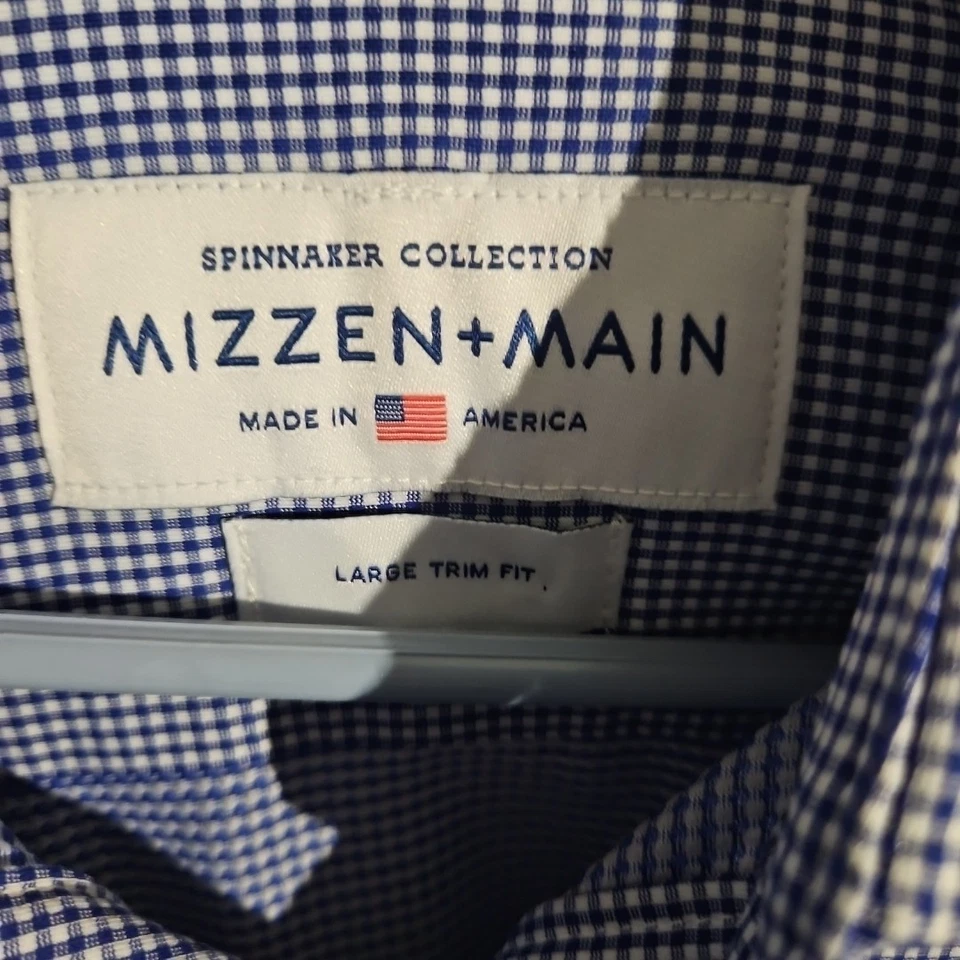 SPINNAKER COLLECTION
MIZZEN+MAIN
MADE IN AMERICA
LARGE TRIM FIT